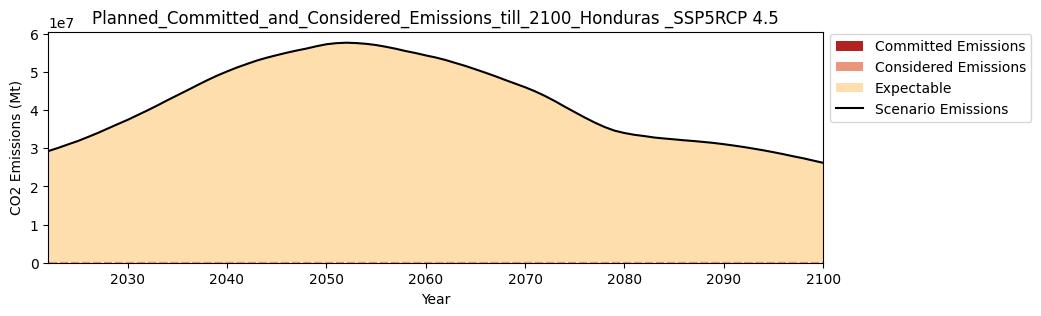 Planned_Committed_and_Considered_Emissions_till_2100_Honduras _SSP5RCP 4.5
1e7
6
5
4
3
2
1
0
CO2 Emissions (Mt)
2030 2040 2050 2060 2070 2080 2090 2100
Year
Committed Emissions
Considered Emissions
Expectable
Scenario Emissions